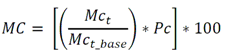 MC = [(Mc_t / Mc_t_base) * Pc] * 100